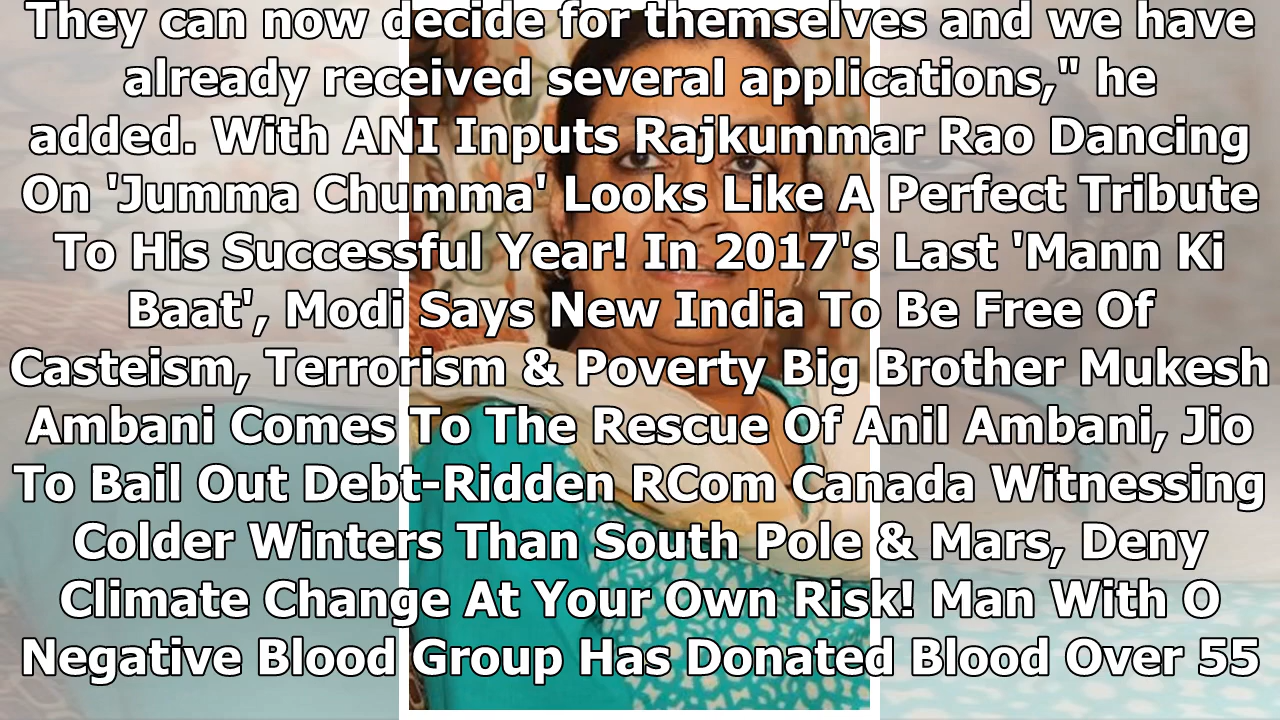 They can now decide for themselves and we have
already received several applications," he
added. With ANI Inputs Rajkummar Rao Dancing
On 'Jumma Chumma' Looks Like A Perfect Tribute
To His Successful Year! In 2017's Last 'Mann Ki
Baat', Modi Says New India To Be Free Of
Casteism, Terrorism & Poverty Big Brother Mukesh
Ambani Comes To The Rescue Of Anil Ambani, Jio
To Bail Out Debt-Ridden RCom Canada Witnessing
Colder Winters Than South Pole & Mars, Deny
Climate Change At Your Own Risk! Man With O
Negative Blood Group Has Donated Blood Over 55